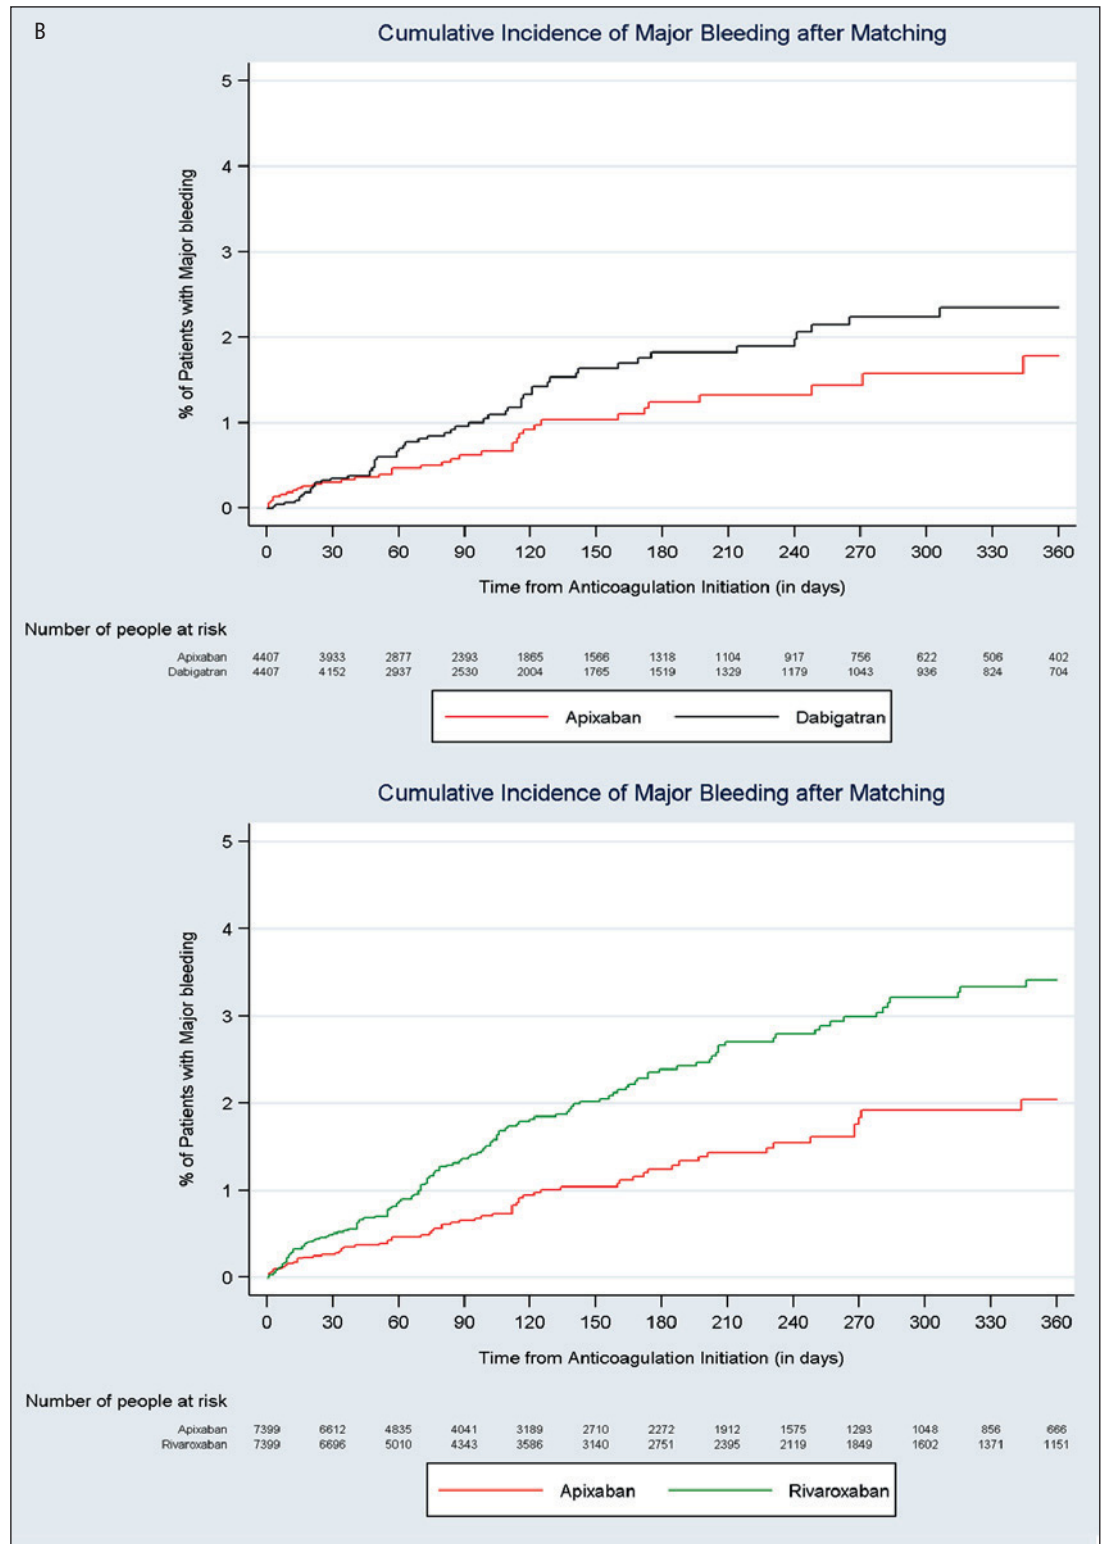 B
Cumulative Incidence of Major Bleeding after Matching
% of Patients with Major bleeding
5
4
3
2
1
0
0 30 60 90 120 150 180 210 240 270 300 330 360
Time from Anticoagulation Initiation (in days)
Number of people at risk
Apixaban 4407 3933 2877 2393 1865 1566 1318 1104 917 756 622 506 402
Dabigatran 4407 4152 2937 2530 2004 1765 1519 1329 1179 1043 936 824 704
Apixaban Dabigatran
Cumulative Incidence of Major Bleeding after Matching
% of Patients with Major bleeding
5
4
3
2
1
0
0 30 60 90 120 150 180 210 240 270 300 330 360
Time from Anticoagulation Initiation (in days)
Number of people at risk
Apixaban 7399 6612 4835 4041 3189 2710 2272 1912 1575 1293 1048 856 666
Rivaroxaban 7399 6696 5010 4343 3586 3140 2751 2395 2119 1849 1602 1371 1151
Apixaban Rivaroxaban